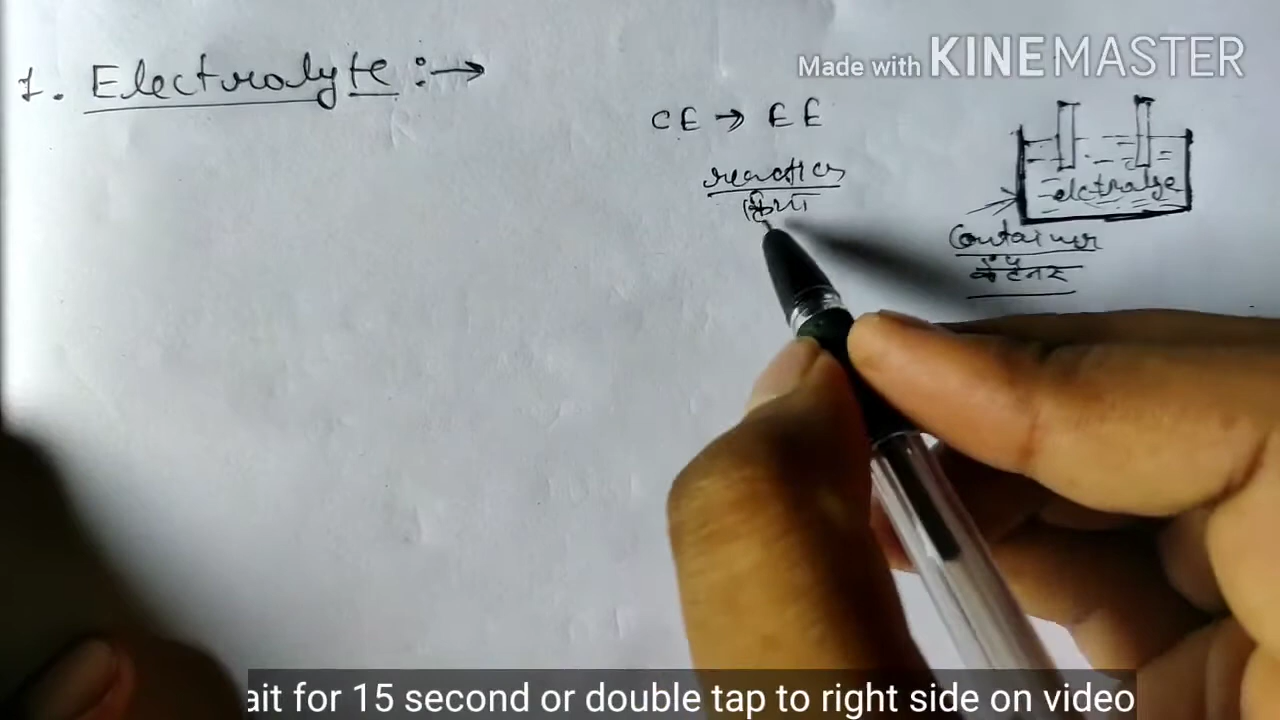 Made with KINEMASTER
1. Electrolyte :→
CE → EE
reaction
क्रिया
electrolye
Container
कंटेनर
ait for 15 second or double tap to right side on video